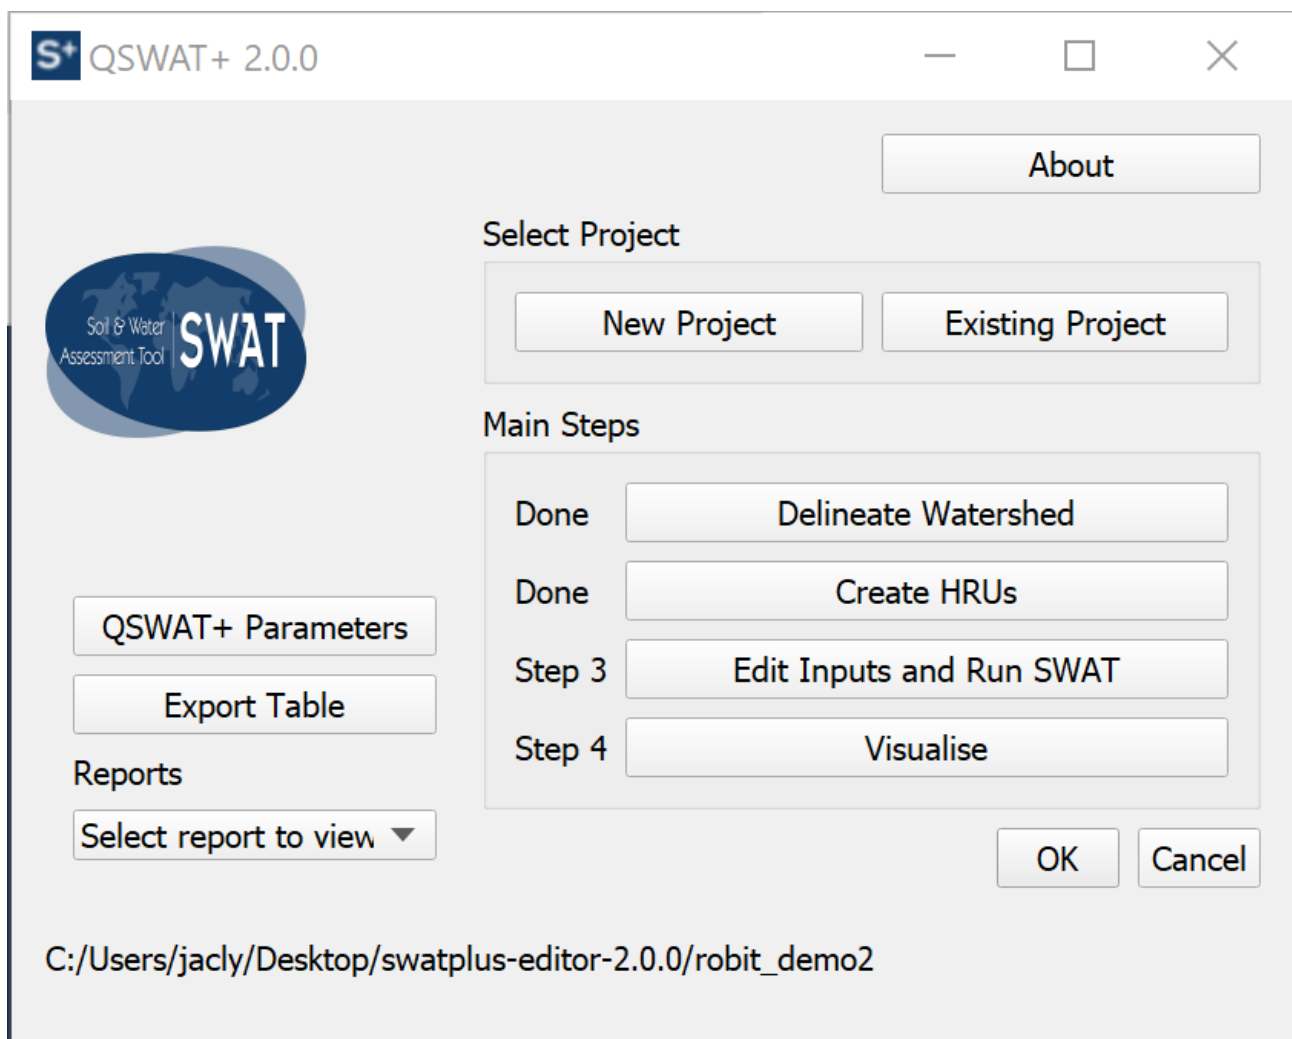 S+ QSWAT+ 2.0.0
About
Select Project
New Project Existing Project
Soil & Water
Assessment Tool
SWAT
Main Steps
Done Delineate Watershed
Done Create HRUs
Step 3 Edit Inputs and Run SWAT
Step 4 Visualise
QSWAT+ Parameters
Export Table
Reports
Select report to view
OK Cancel
C:/Users/jacly/Desktop/swatplus-editor-2.0.0/robit_demo2